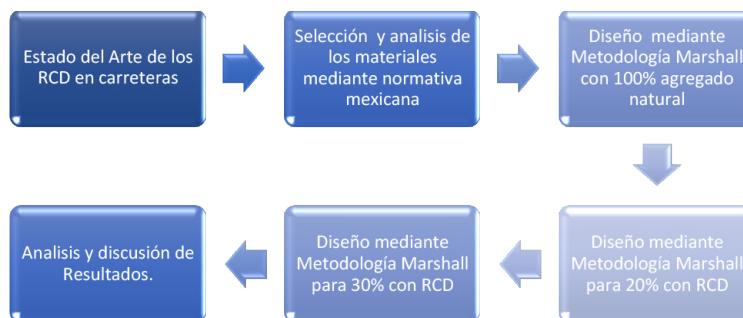 Estado del Arte de los
RCD en carreteras
Selección y analisis de
los materiales
mediante normativa
mexicana
Diseño mediante
Metodología Marshall
con 100% agregado
natural
Diseño mediante
Metodología Marshall
para 20% con RCD
Diseño mediante
Metodología Marshall
para 30% con RCD
Analisis y discusión de
Resultados.